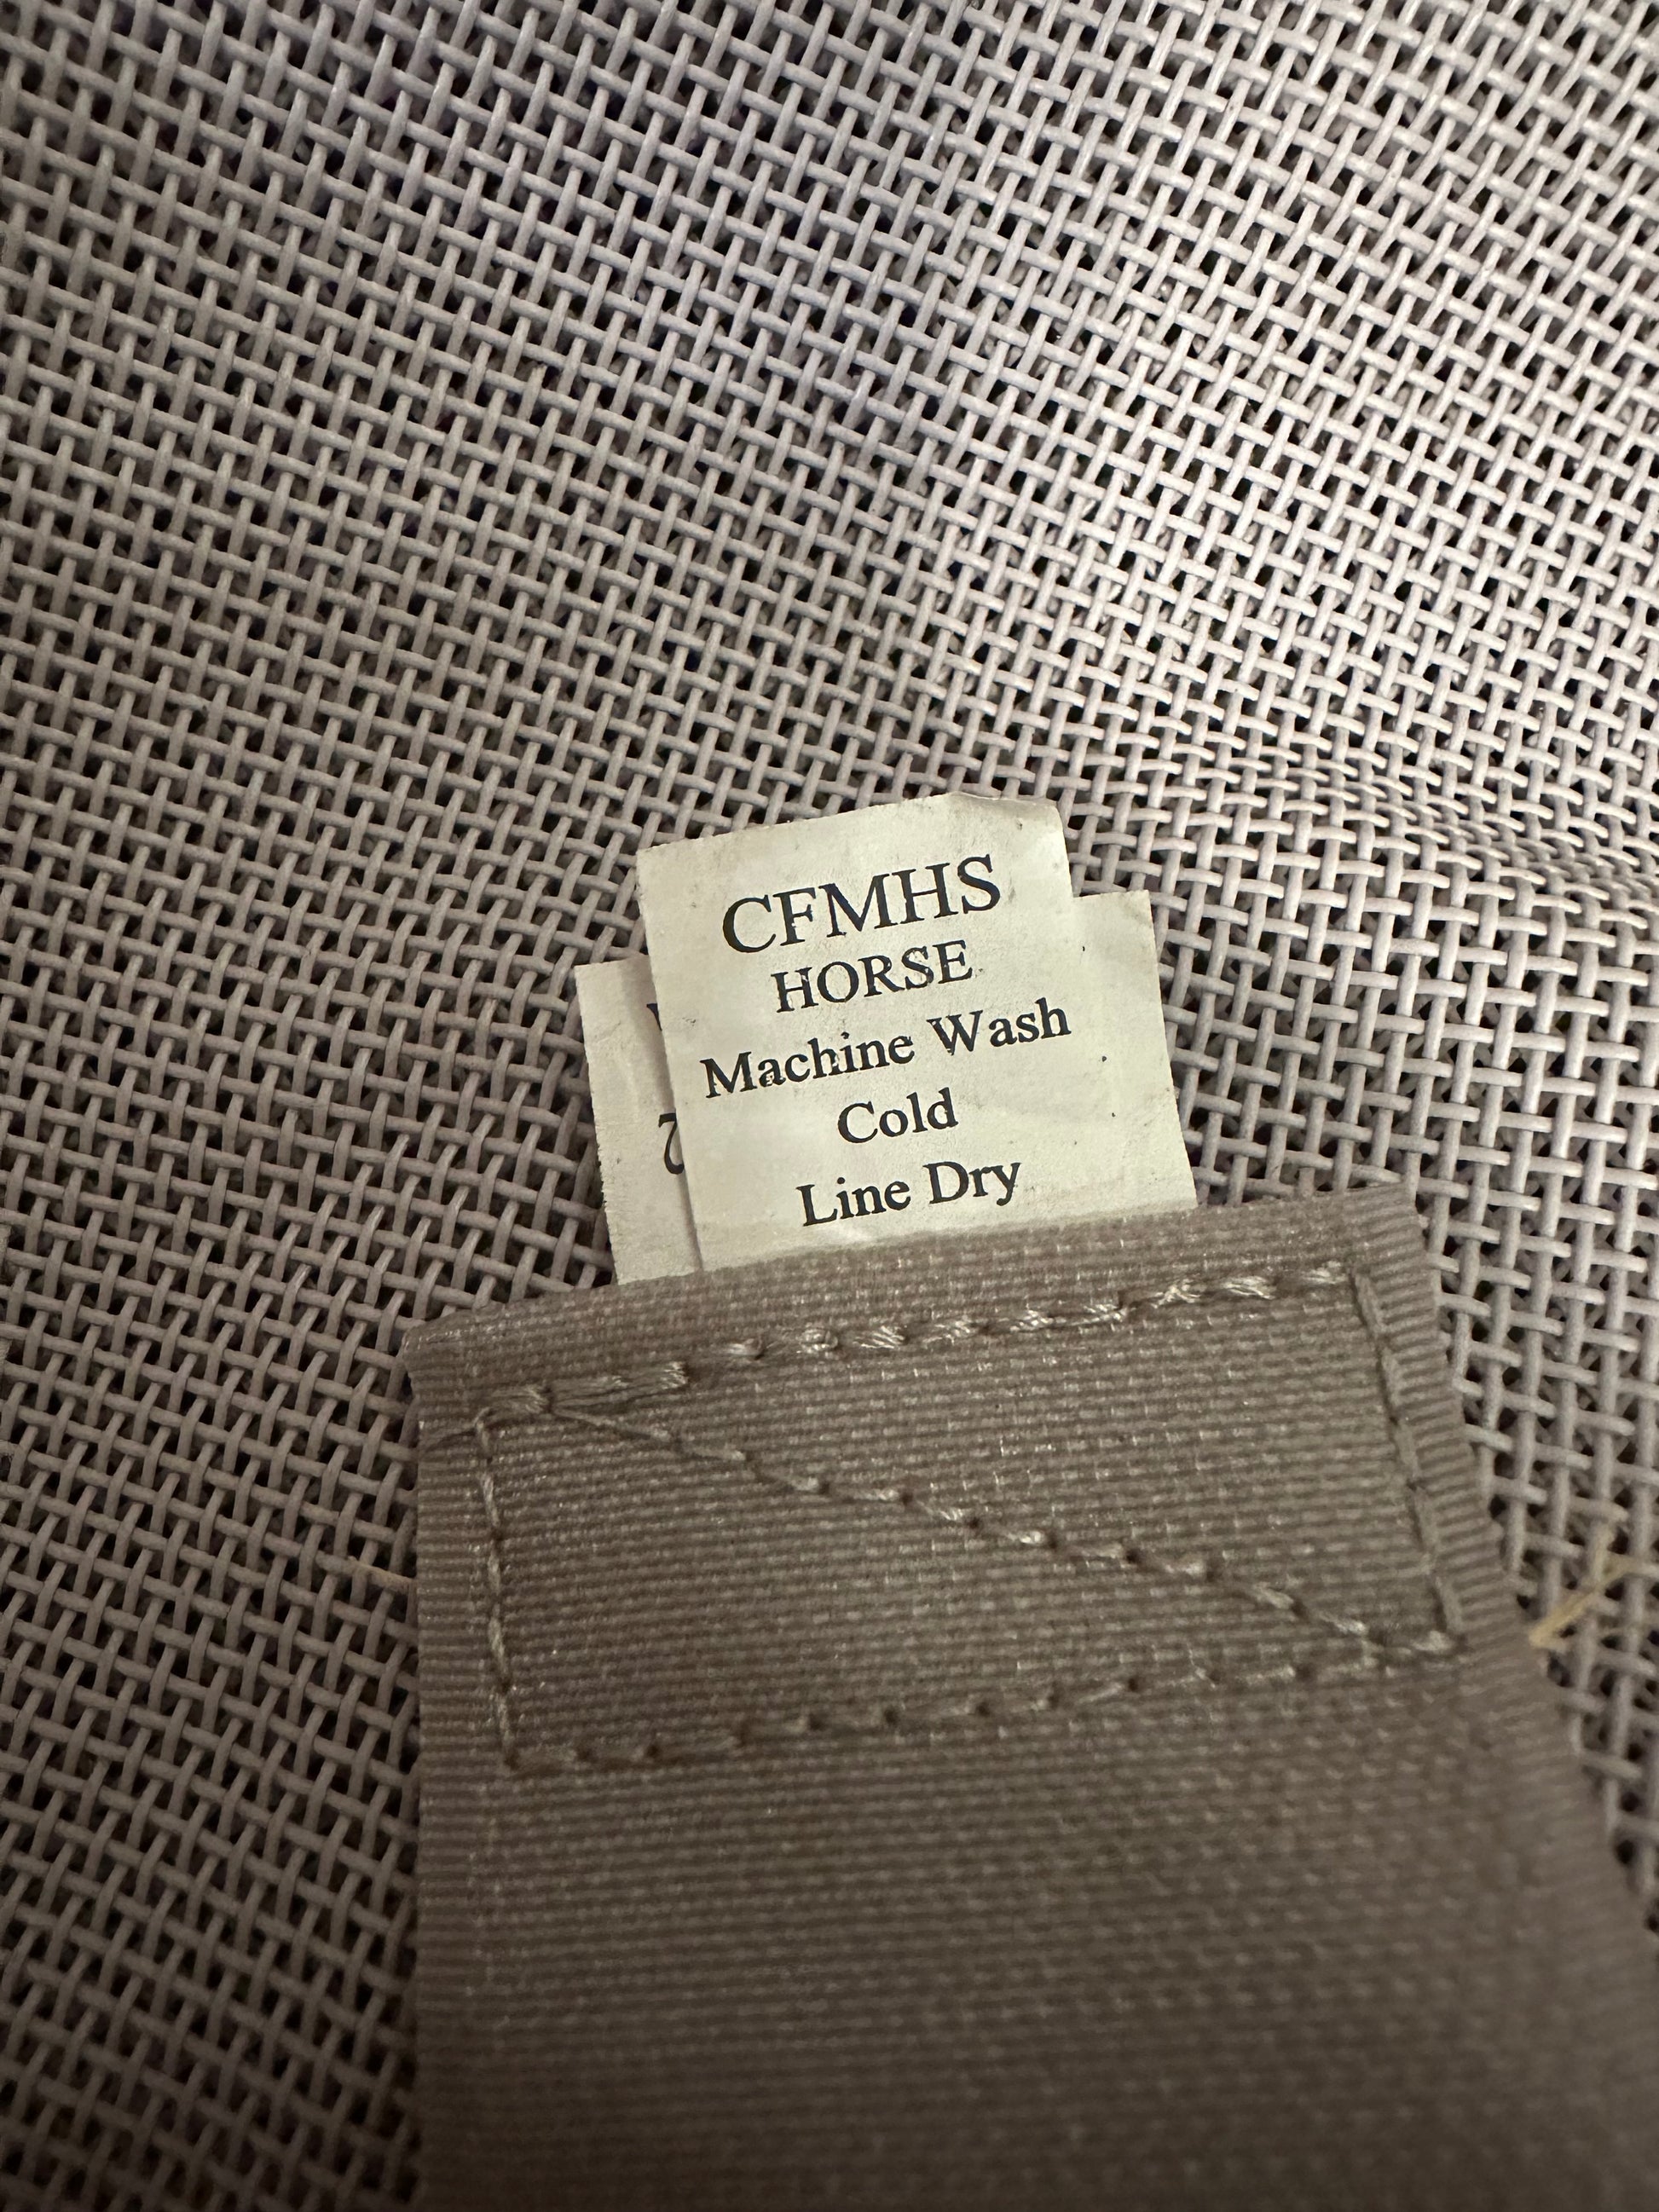 CFMHS
HORSE
Machine Wash
Cold
Line Dry